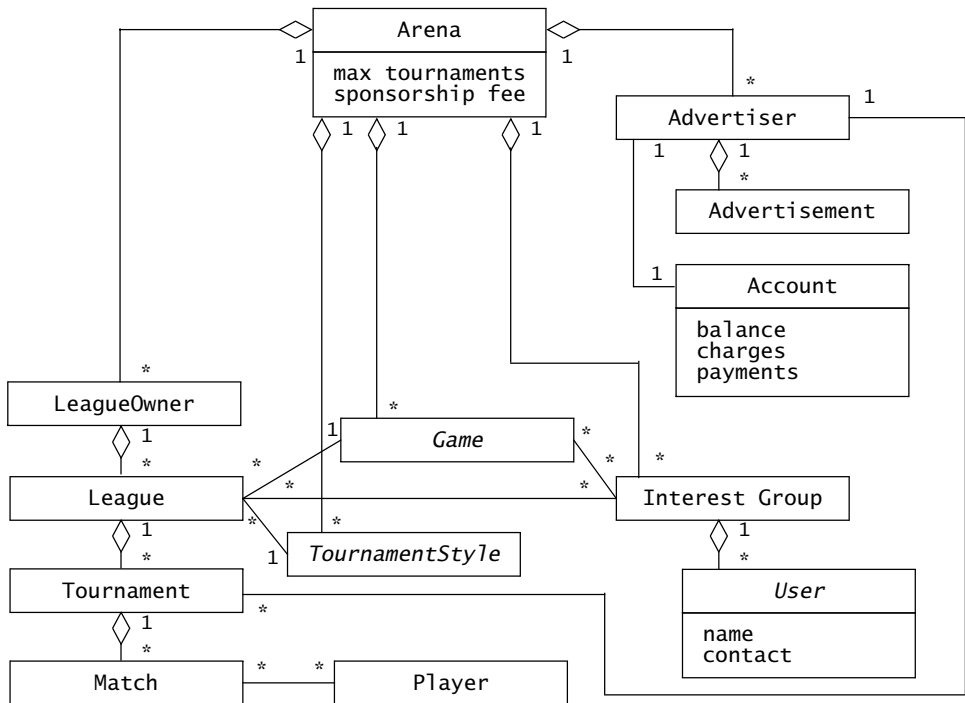 Arena
1
1
max tournaments
sponsorship fee
*
1
Advertiser
1
1
1
1
1
*
Advertisement
1
Account
balance
charges
payments
*
LeagueOwner
1
*
Game
1
*
*
*
*
*
League
*
*
Interest Group
*
*
1
TournamentStyle
1
*
1
*
Tournament
*
User
name
contact
1
*
Match
*
*
Player